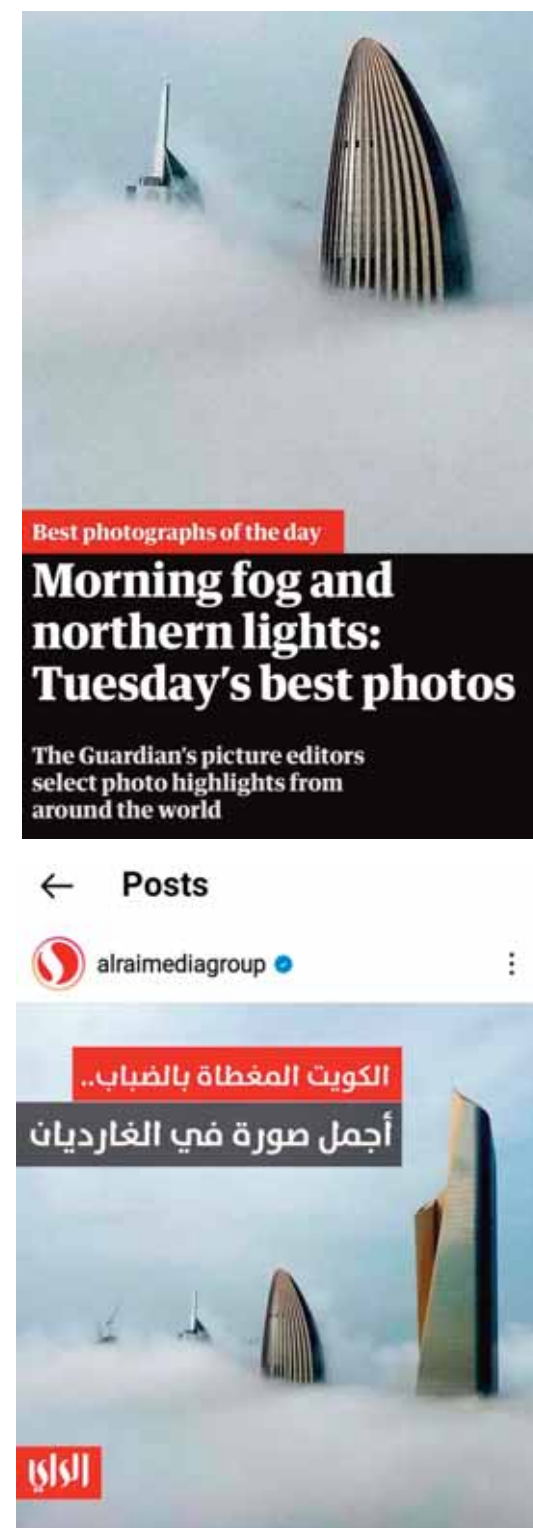 Best photographs of the day
Morning fog and
northern lights:
Tuesday's best photos
The Guardian's picture editors
select photo highlights from
around the world
Posts
alraimediagroup
الكويت المغطاة بالضباب..
أجمل صورة في الغارديان
الراي